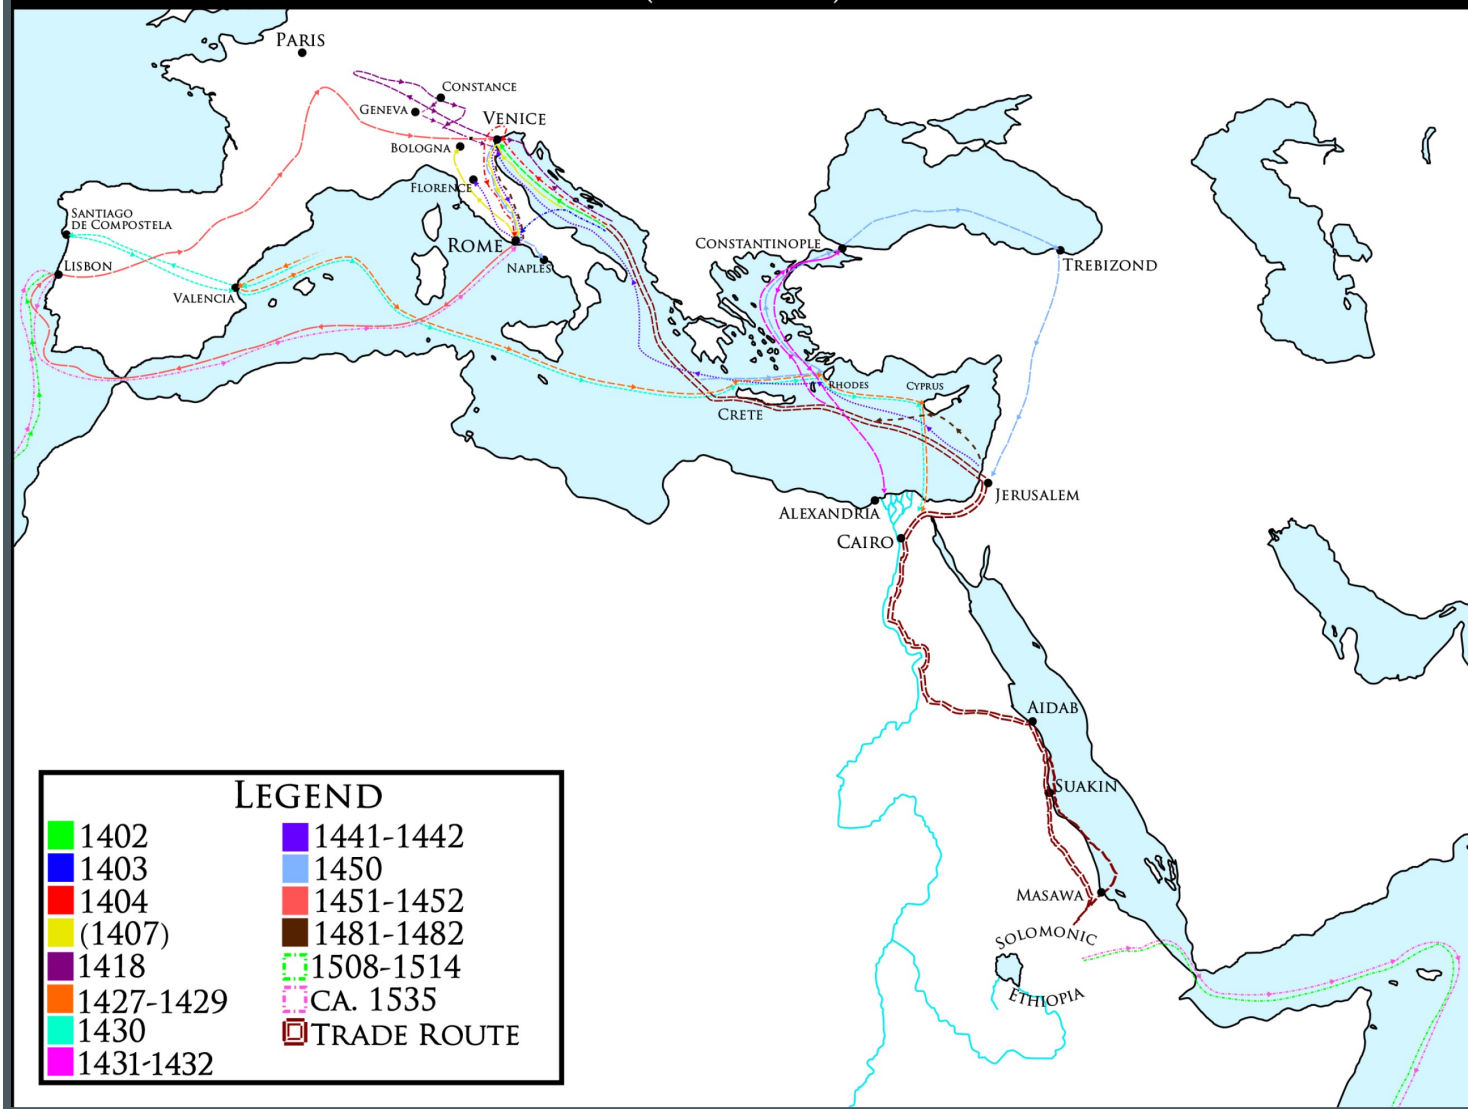 Paris
Constance
Geneva
Venice
Bologna
Florence
Santiago
de Compostela
Rome
Constantinople
Lisbon
Naples
Trebizond
Valencia
Rhodes
Cyprus
Crete
Jerusalem
Alexandria
Cairo
Aidab
Suakin
Masawa
Solomonic
Ethiopia
Legend
1402
1403
1404
(1407)
1418
1427-1429
1430
1431-1432
1441-1442
1450
1451-1452
1481-1482
1508-1514
ca. 1535
Trade Route